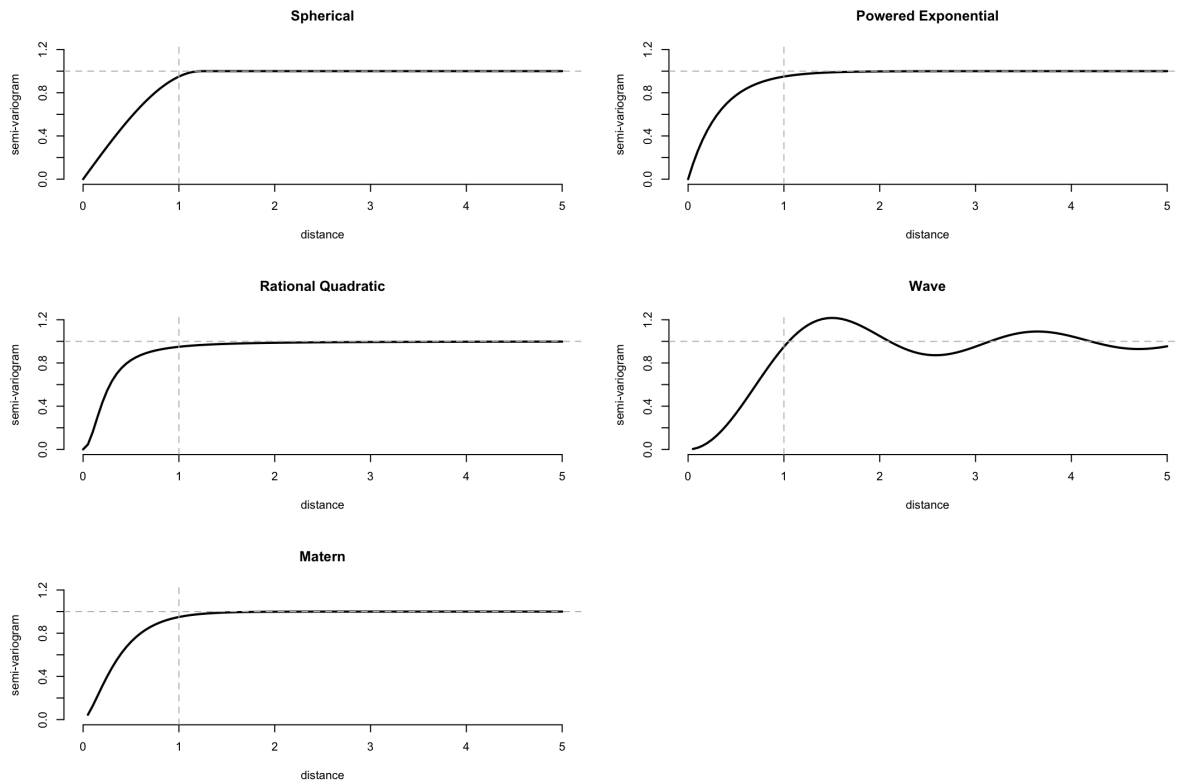 Spherical
semi-variogram
0.0 0.4 0.8 1.2
0 1 2 3 4 5
distance
Powered Exponential
semi-variogram
0.0 0.4 0.8 1.2
0 1 2 3 4 5
distance
Rational Quadratic
semi-variogram
0.0 0.4 0.8 1.2
0 1 2 3 4 5
distance
Wave
semi-variogram
0.0 0.4 0.8 1.2
0 1 2 3 4 5
distance
Matern
semi-variogram
0.0 0.4 0.8 1.2
0 1 2 3 4 5
distance